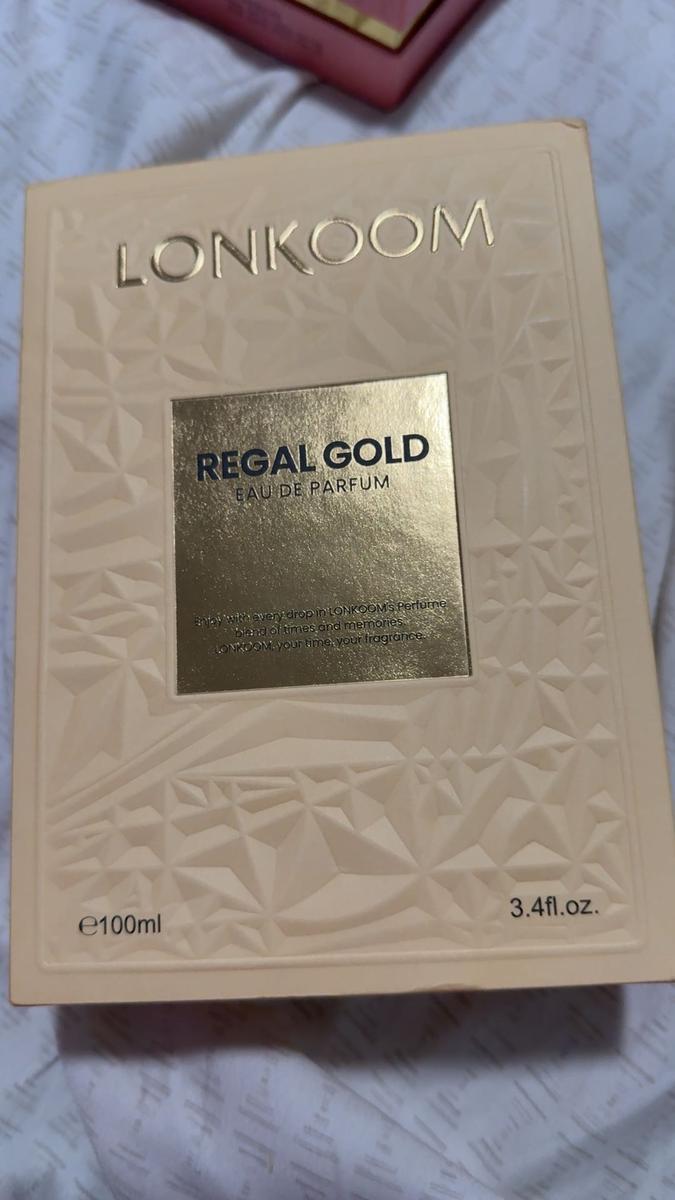 LONKOOM
REGAL GOLD
EAU DE PARFUM
Enjoy with every drop in LONKOOM's Perfume
blend of times and memories.
LONKOOM, your time, your fragrance.
℮100ml
3.4fl.oz.